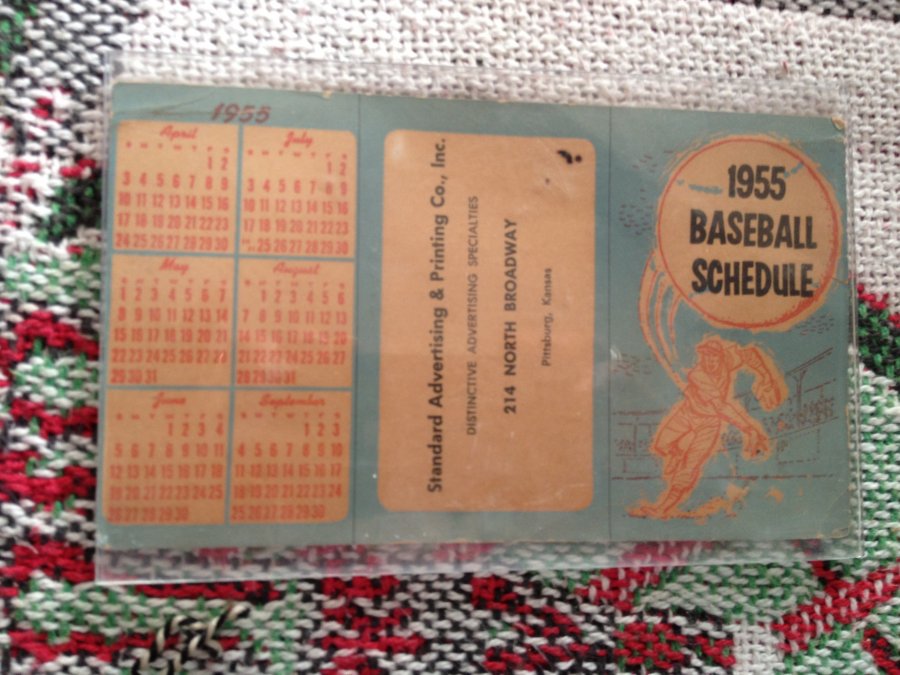 1955
April
S M T W T F S
1 2
3 4 5 6 7 8 9
10 11 12 13 14 15 16
17 18 19 20 21 22 23
24 25 26 27 28 29 30
May
1 2 3 4 5 6 7
8 9 10 11 12 13 14
15 16 17 18 19 20 21
22 23 24 25 26 27 28
29 30 31
June
1 2 3 4
5 6 7 8 9 10 11
12 13 14 15 16 17 18
19 20 21 22 23 24 25
26 27 28 29 30
July
S M T W T F S
1 2
3 4 5 6 7 8 9
10 11 12 13 14 15 16
17 18 19 20 21 22 23
25 26 27 28 29 30
August
1 2 3 4 5 6
7 8 9 10 11 12 13
14 15 16 17 18 19 20
21 22 23 24 25 26 27
28 29 30 31
September
1 2 3
4 5 6 7 8 9 10
11 12 13 14 15 16 17
18 19 20 21 22 23 24
25 26 27 28 29 30
Standard Advertising & Printing Co., Inc.
DISTINCTIVE ADVERTISING SPECIALTIES
214 NORTH BROADWAY
Pittsburg, Kansas
1955
BASEBALL
SCHEDULE